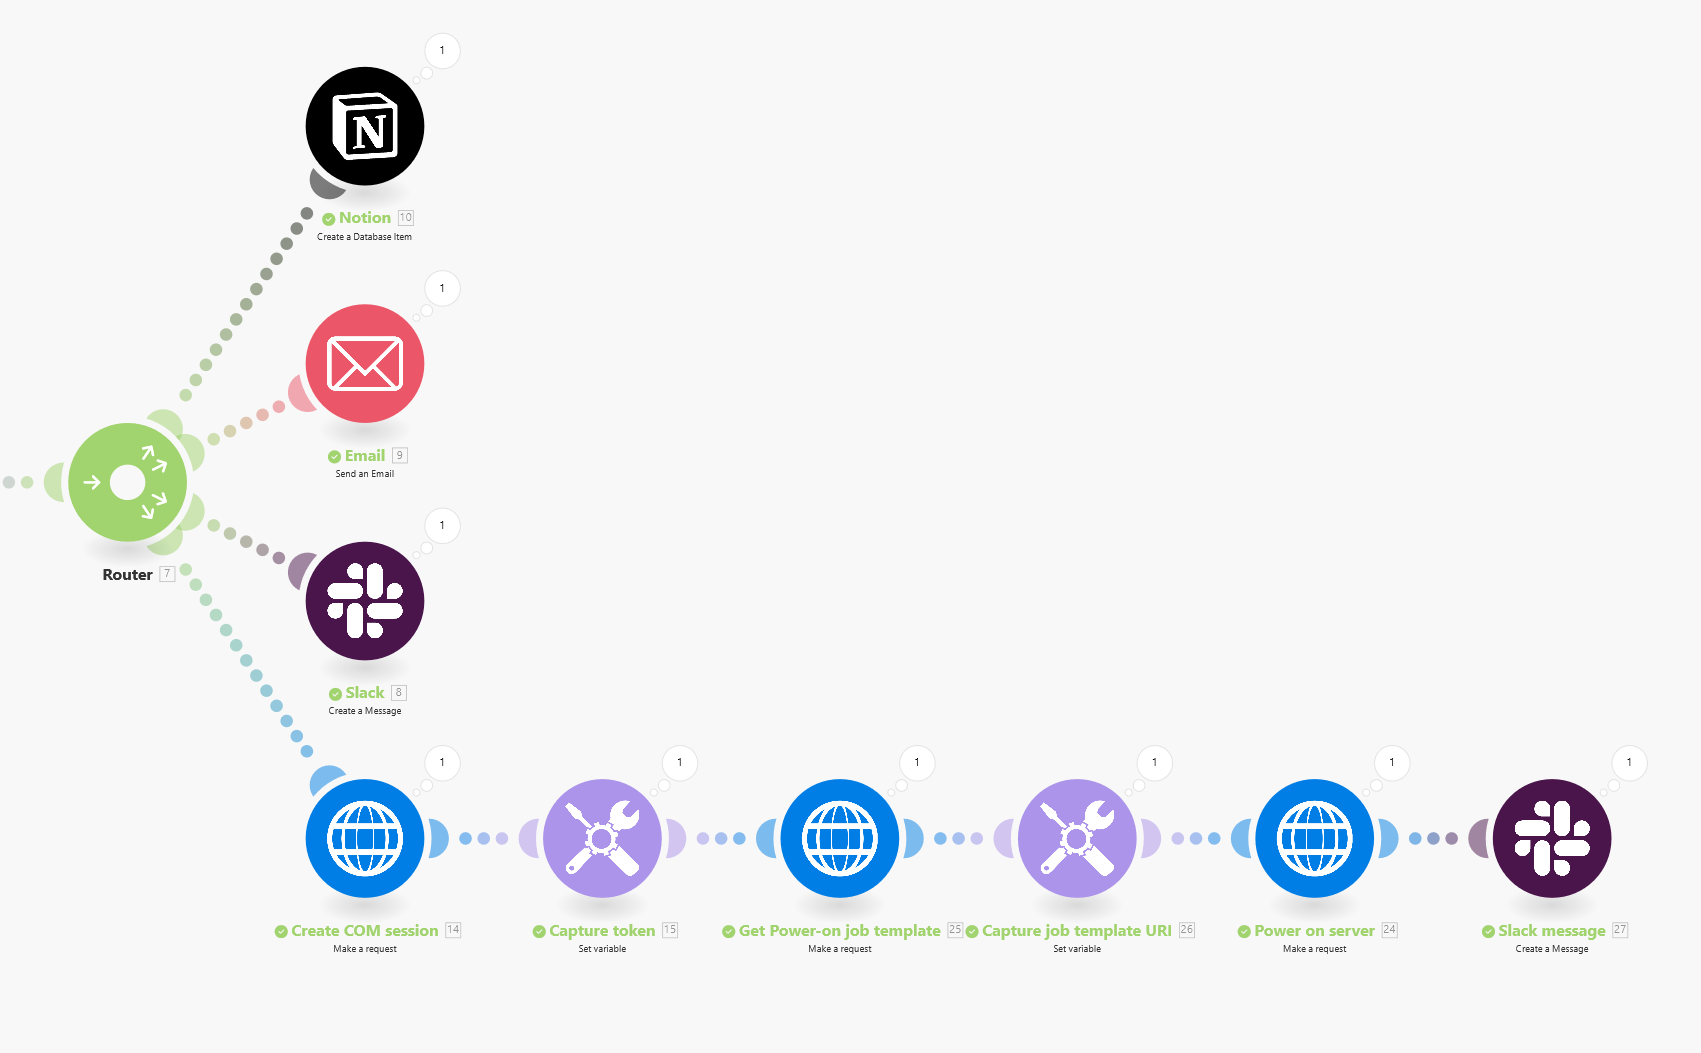 1
N
Notion 10
Create a Database Item
1
Email 9
Send an Email
Router 7
1
Slack 8
Create a Message
1
Create COM session 14
Make a request
1
Capture token 15
Set variable
1
Get Power-on job template 25
Make a request
1
Capture job template URI 26
Set variable
1
Power on server 24
Make a request
1
Slack message 27
Create a Message